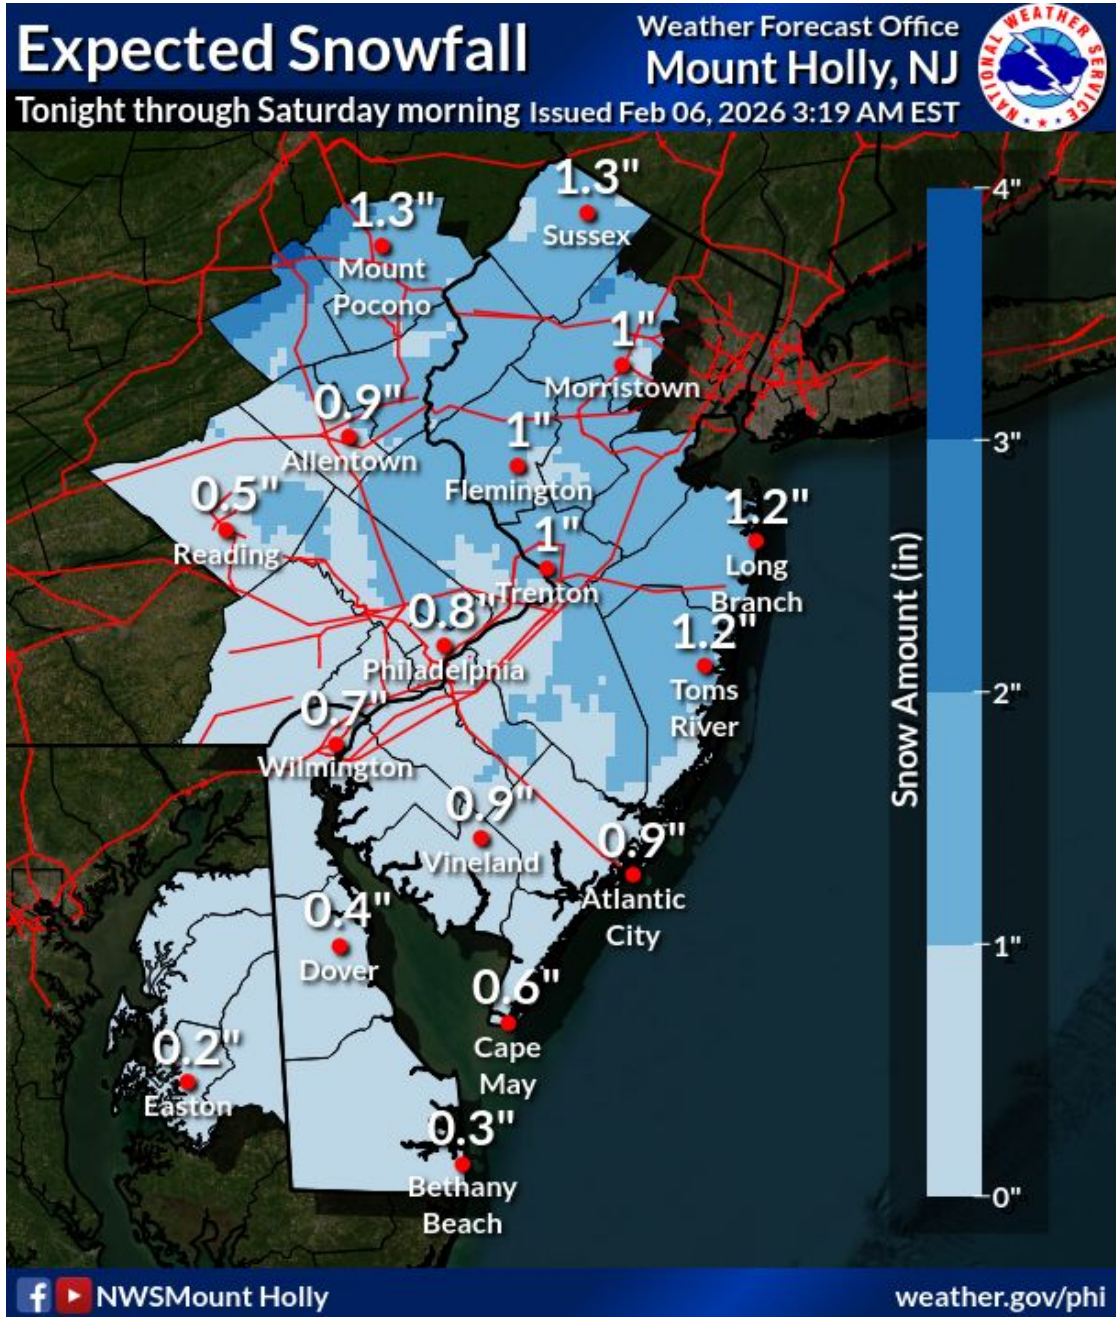 Expected Snowfall
Weather Forecast Office
Mount Holly, NJ
Tonight through Saturday morning
Issued Feb 06, 2026 3:19 AM EST
NATIONAL WEATHER SERVICE
1.3"
Sussex
1.3"
Mount
Pocono
1"
Morristown
0.9"
Allentown
1"
Flemington
0.5"
Reading
1.2"
Long
Branch
1"
Trenton
0.8"
Philadelphia
1.2"
Toms
River
0.7"
Wilmington
0.9"
Vineland
0.9"
Atlantic
City
0.4"
Dover
0.6"
Cape
May
0.2"
Easton
0.3"
Bethany
Beach
Snow Amount (in)
4"
3"
2"
1"
0"
NWSMount Holly
weather.gov/phi